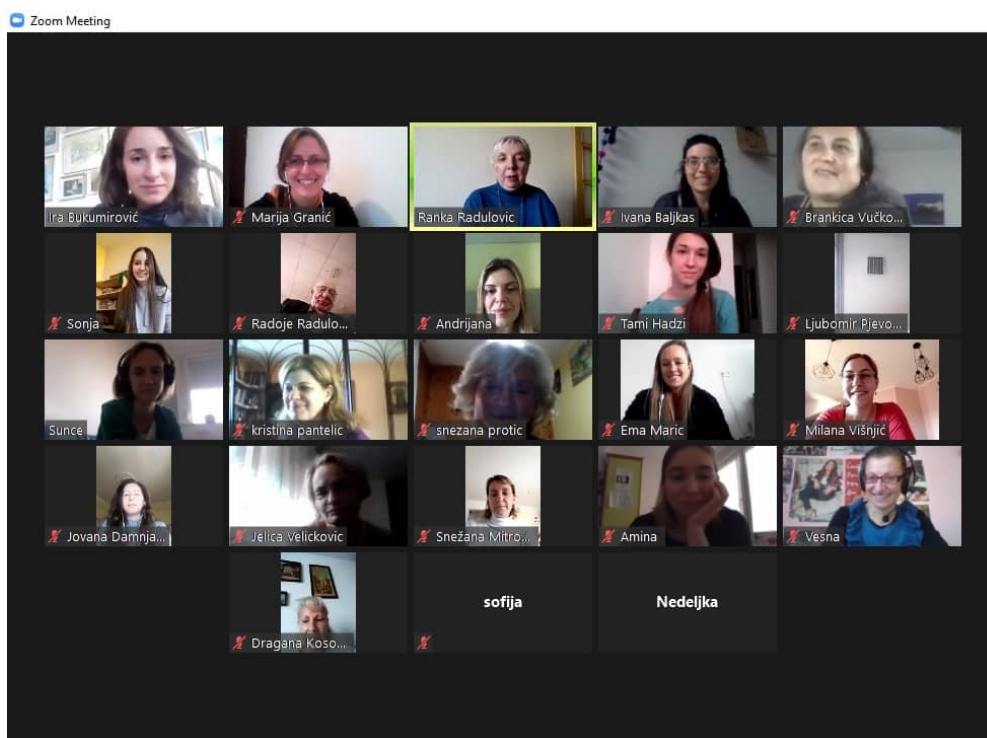 Zoom Meeting
Ira Bukumirović
Marija Granić
Ranka Radulovic
Ivana Baljkas
Brankica Vučko...
Sonja
Radoje Radulo...
Andrijana
Tami Hadzi
Ljubomir Pjevo...
Sunce
kristina pantelic
snezana protic
Ema Maric
Milana Višnjić
Jovana Damnja...
Jelica Velickovic
Snežana Mitro...
Amina
Vesna
Dragana Koso...
sofija
Nedeljka